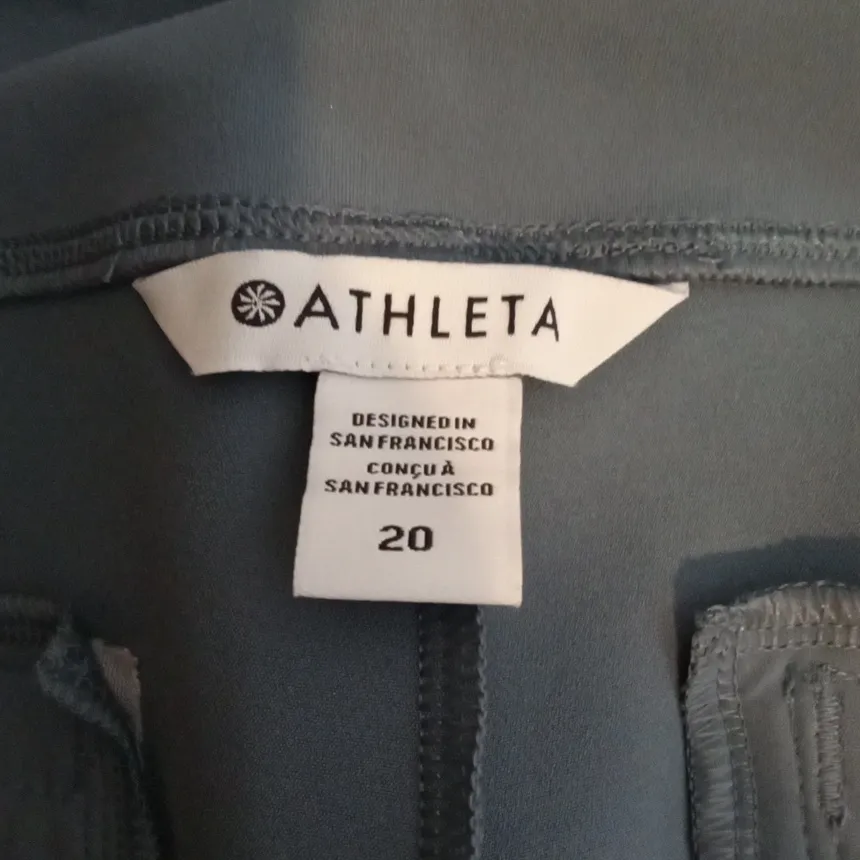 ATHLETA
DESIGNED IN
SAN FRANCISCO
CONÇU À
SAN FRANCISCO
20